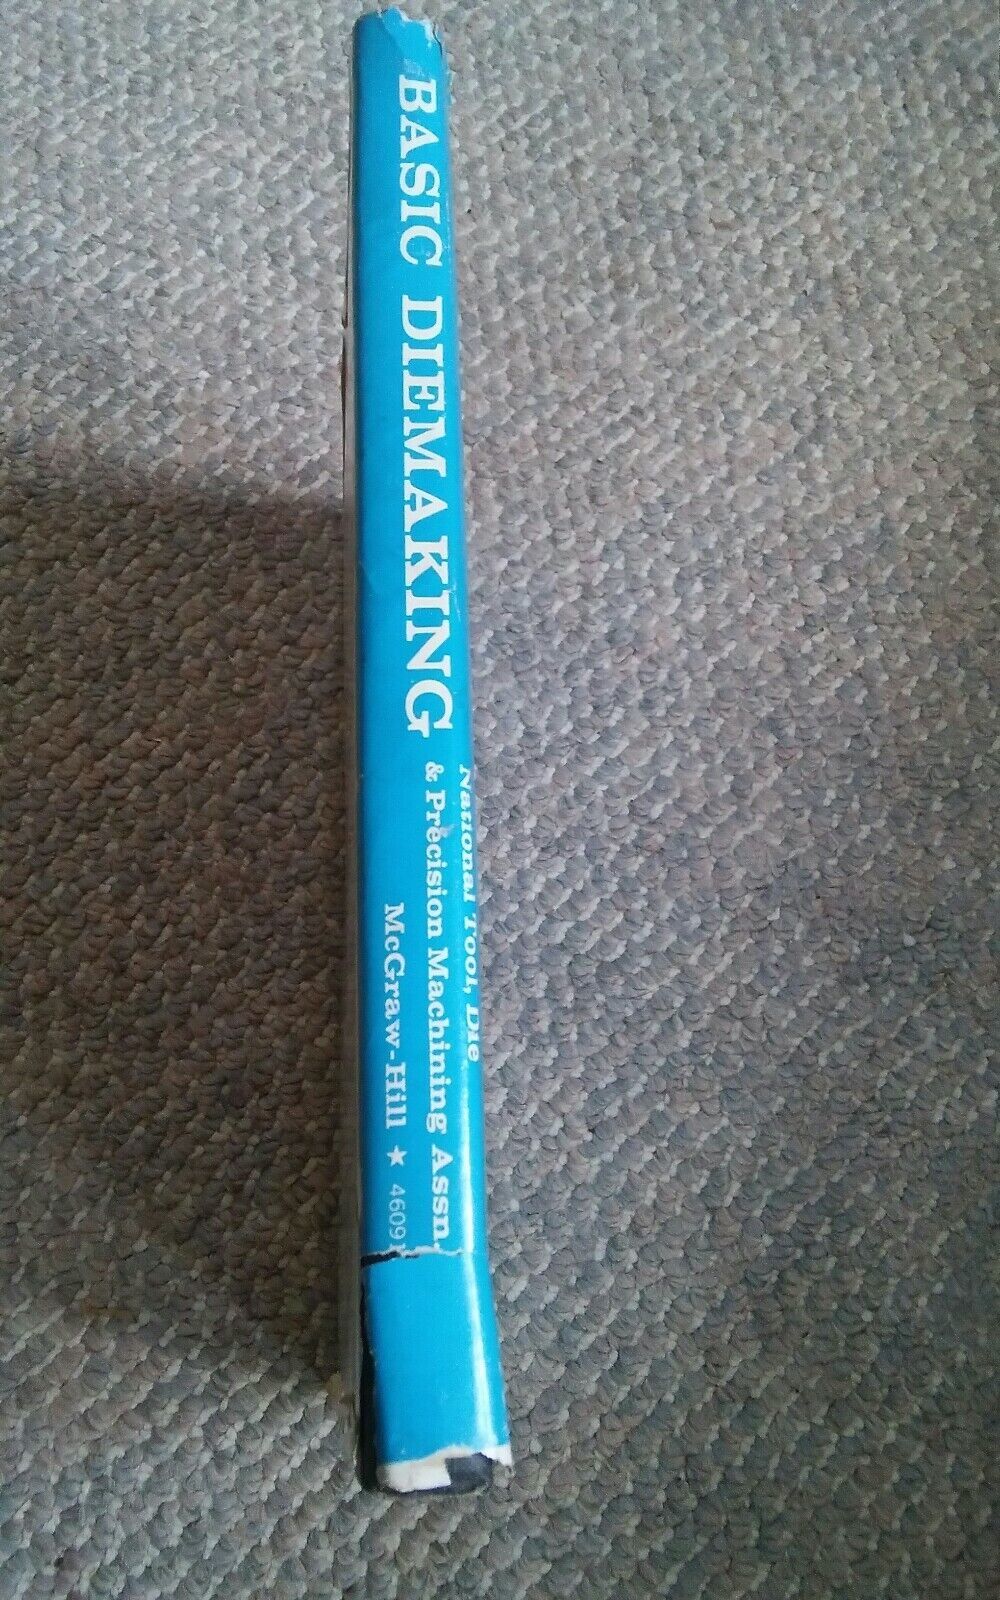 BASIC DIEMAKING
National Tool, Die
& Precision Machining Assn.
McGraw-Hill ★ 4609